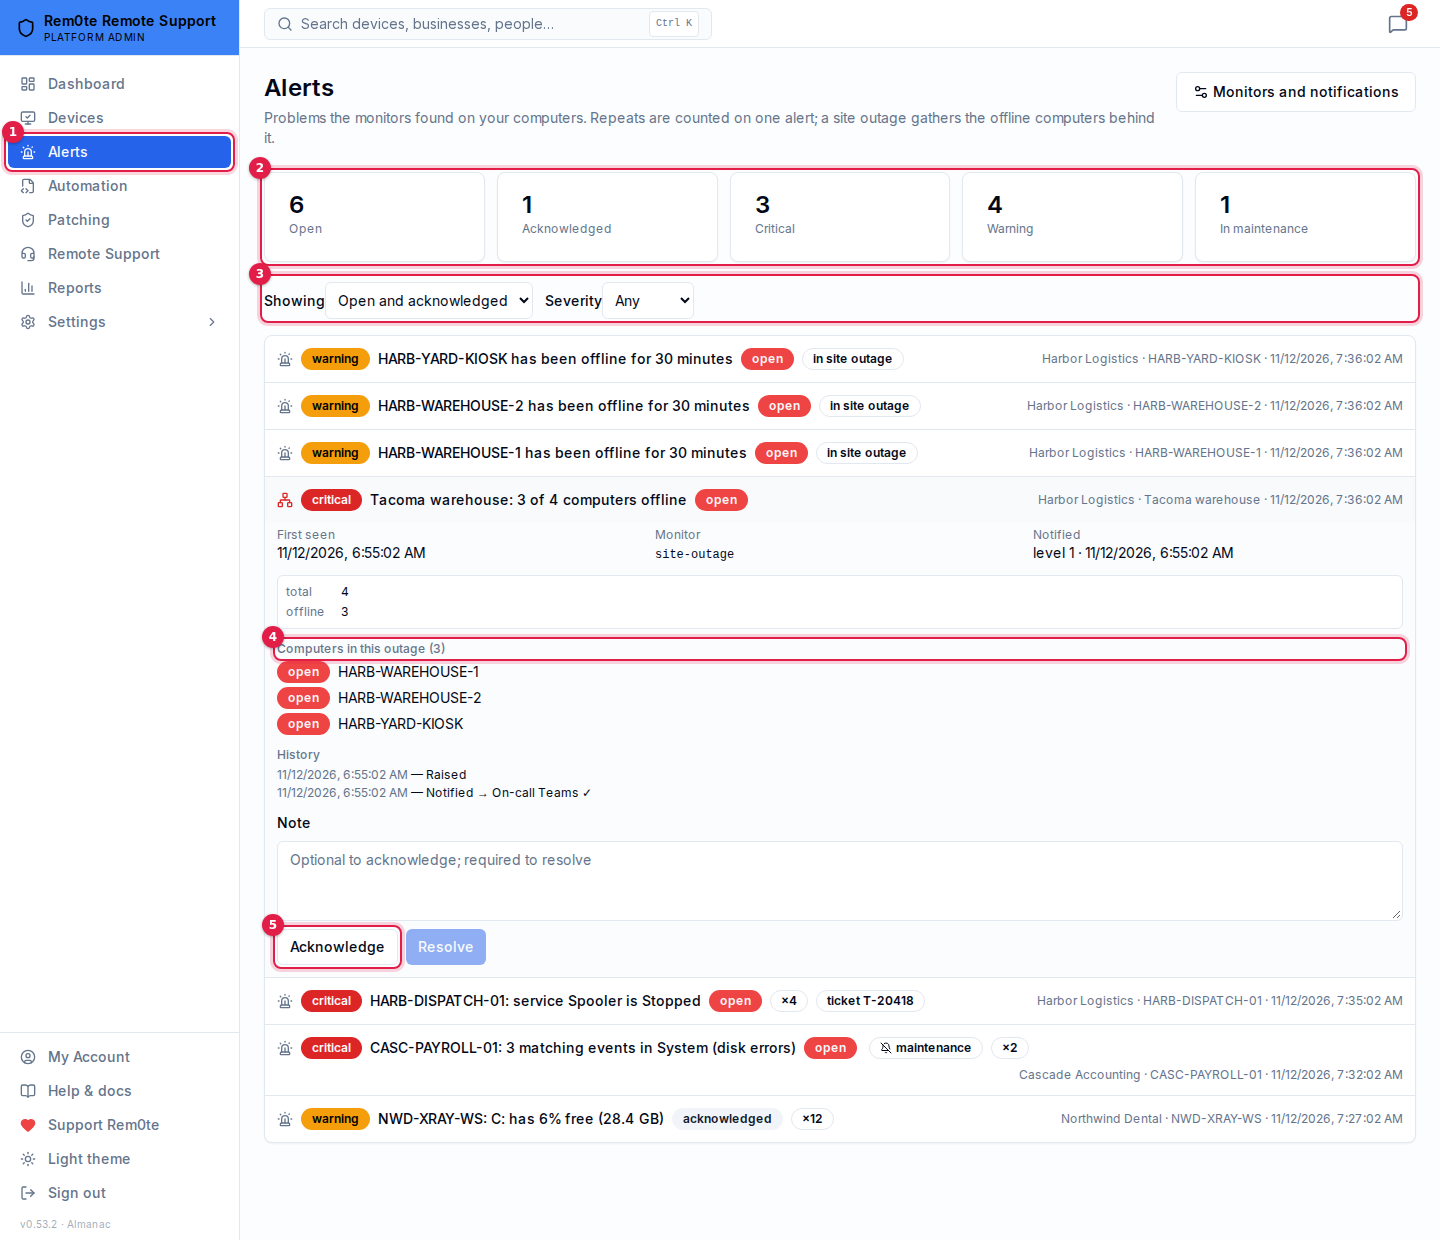 Rem0te Remote Support
PLATFORM ADMIN
Search devices, businesses, people…
Ctrl K
5
Dashboard
Devices
1
Alerts
Automation
Patching
Remote Support
Reports
Settings
My Account
Help & docs
Support Rem0te
Light theme
Sign out
v0.53.2 · Almanac
Alerts
Monitors and notifications
Problems the monitors found on your computers. Repeats are counted on one alert; a site outage gathers the offline computers behind
it.
2
6
Open
1
Acknowledged
3
Critical
4
Warning
1
In maintenance
3
Showing Open and acknowledged Severity Any
warning HARB-YARD-KIOSK has been offline for 30 minutes open in site outage Harbor Logistics · HARB-YARD-KIOSK · 11/12/2026, 7:36:02 AM
warning HARB-WAREHOUSE-2 has been offline for 30 minutes open in site outage Harbor Logistics · HARB-WAREHOUSE-2 · 11/12/2026, 7:36:02 AM
warning HARB-WAREHOUSE-1 has been offline for 30 minutes open in site outage Harbor Logistics · HARB-WAREHOUSE-1 · 11/12/2026, 7:36:02 AM
critical Tacoma warehouse: 3 of 4 computers offline open Harbor Logistics · Tacoma warehouse · 11/12/2026, 7:36:02 AM
First seen Monitor Notified
11/12/2026, 6:55:02 AM site-outage level 1 · 11/12/2026, 6:55:02 AM
total 4
offline 3
4
Computers in this outage (3)
open HARB-WAREHOUSE-1
open HARB-WAREHOUSE-2
open HARB-YARD-KIOSK
History
11/12/2026, 6:55:02 AM — Raised
11/12/2026, 6:55:02 AM — Notified → On-call Teams ✓
Note
Optional to acknowledge; required to resolve
5
Acknowledge Resolve
critical HARB-DISPATCH-01: service Spooler is Stopped open ×4 ticket T-20418 Harbor Logistics · HARB-DISPATCH-01 · 11/12/2026, 7:35:02 AM
critical CASC-PAYROLL-01: 3 matching events in System (disk errors) open maintenance ×2
Cascade Accounting · CASC-PAYROLL-01 · 11/12/2026, 7:32:02 AM
warning NWD-XRAY-WS: C: has 6% free (28.4 GB) acknowledged ×12 Northwind Dental · NWD-XRAY-WS · 11/12/2026, 7:27:02 AM